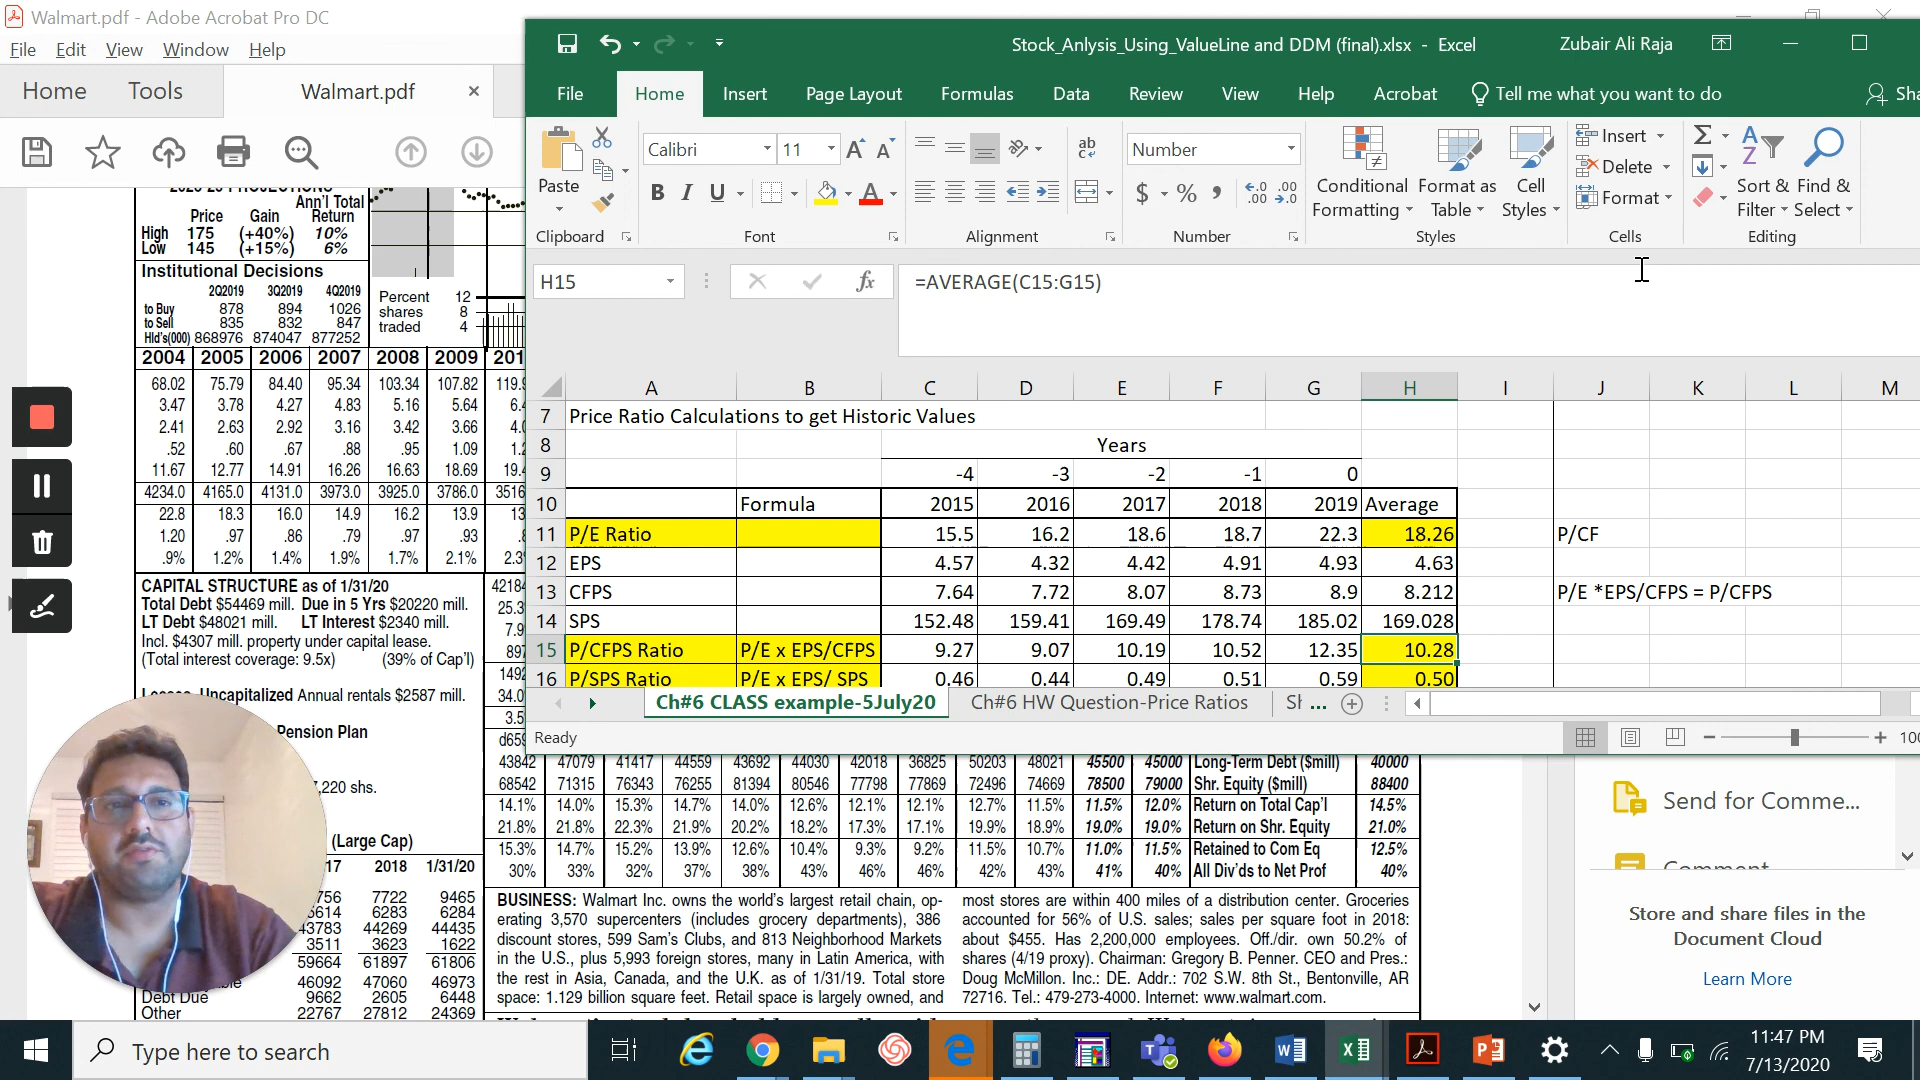 Walmart.pdf - Adobe Acrobat Pro DC
File Edit View Window Help
Home Tools Walmart.pdf ×
Ann'l Total
Price Gain Return
High 175 (+40%) 10%
Low 145 (+15%) 6%
Institutional Decisions
2Q2019 3Q2019 4Q2019
to Buy 878 894 1026
to Sell 835 832 847
Hld's(000) 868976 874047 877252
Percent 12
shares 8
traded 4
2004 2005 2006 2007 2008 2009 201
68.02 75.79 84.40 95.34 103.34 107.82 119.9
3.47 3.78 4.27 4.83 5.16 5.64 6.4
2.41 2.63 2.92 3.16 3.42 3.66 4.0
.52 .60 .67 .88 .95 1.09 1.2
11.67 12.77 14.91 16.26 16.63 18.69 19.4
4234.0 4165.0 4131.0 3973.0 3925.0 3786.0 3516
22.8 18.3 16.0 14.9 16.2 13.9 13
1.20 .97 .86 .79 .97 .93 .8
.9% 1.2% 1.4% 1.9% 1.7% 2.1% 2.3%
CAPITAL STRUCTURE as of 1/31/20
Total Debt $54469 mill. Due in 5 Yrs $20220 mill.
LT Debt $48021 mill. LT Interest $2340 mill.
Incl. $4307 mill. property under capital lease.
(Total interest coverage: 9.5x) (39% of Cap'l)
Leases, Uncapitalized Annual rentals $2587 mill.
Pension Plan
7,220 shs.
(Large Cap)
17 2018 1/31/20
756 7722 9465
5614 6283 6284
43783 44269 44435
3511 3623 1622
59664 61897 61806
46092 47060 46973
Debt Due 9662 2605 6448
Other 22767 27812 24369
42184
25.3
7.9
897
1492
34.0
3.5
d659
Stock_Anlysis_Using_ValueLine and DDM (final).xlsx - Excel
Zubair Ali Raja
File Home Insert Page Layout Formulas Data Review View Help Acrobat Tell me what you want to do Sha
Paste
Calibri 11
B I U
Number
$ % ,
Conditional Formatting
Format as Table
Cell Styles
Insert
Delete
Format
Sort & Filter
Find & Select
Clipboard Font Alignment Number Styles Cells Editing
H15 fx =AVERAGE(C15:G15)
A B C D E F G H I J K L M
7 Price Ratio Calculations to get Historic Values
8 Years
9 -4 -3 -2 -1 0
10 Formula 2015 2016 2017 2018 2019 Average
11 P/E Ratio 15.5 16.2 18.6 18.7 22.3 18.26 P/CF
12 EPS 4.57 4.32 4.42 4.91 4.93 4.63
13 CFPS 7.64 7.72 8.07 8.73 8.9 8.212 P/E *EPS/CFPS = P/CFPS
14 SPS 152.48 159.41 169.49 178.74 185.02 169.028
15 P/CFPS Ratio P/E x EPS/CFPS 9.27 9.07 10.19 10.52 12.35 10.28
16 P/SPS Ratio P/E x EPS/ SPS 0.46 0.44 0.49 0.51 0.59 0.50
Ch#6 CLASS example-5July20 Ch#6 HW Question-Price Ratios Sh ...
Ready 100
43842 47079 41417 44559 43692 44030 42018 36825 50203 48021 45500 45000 Long-Term Debt ($mill) 40000
68542 71315 76343 76255 81394 80546 77798 77869 72496 74669 78500 79000 Shr. Equity ($mill) 88400
14.1% 14.0% 15.3% 14.7% 14.0% 12.6% 12.1% 12.1% 12.7% 11.5% 11.5% 12.0% Return on Total Cap'l 14.5%
21.8% 21.8% 22.3% 21.9% 20.2% 18.2% 17.3% 17.1% 19.9% 18.9% 19.0% 19.0% Return on Shr. Equity 21.0%
15.3% 14.7% 15.2% 13.9% 12.6% 10.4% 9.3% 9.2% 11.5% 10.7% 11.0% 11.5% Retained to Com Eq 12.5%
30% 33% 32% 37% 38% 43% 46% 46% 42% 43% 41% 40% All Div'ds to Net Prof 40%
BUSINESS: Walmart Inc. owns the world's largest retail chain, op-
erating 3,570 supercenters (includes grocery departments), 386
discount stores, 599 Sam's Clubs, and 813 Neighborhood Markets
in the U.S., plus 5,993 foreign stores, many in Latin America, with
the rest in Asia, Canada, and the U.K. as of 1/31/19. Total store
space: 1.129 billion square feet. Retail space is largely owned, and
most stores are within 400 miles of a distribution center. Groceries
accounted for 56% of U.S. sales; sales per square foot in 2018:
about $455. Has 2,200,000 employees. Off./dir. own 50.2% of
shares (4/19 proxy). Chairman: Gregory B. Penner. CEO and Pres.:
Doug McMillon. Inc.: DE. Addr.: 702 S.W. 8th St., Bentonville, AR
72716. Tel.: 479-273-4000. Internet: www.walmart.com.
Send for Comme...
Comment
Store and share files in the
Document Cloud
Learn More
Type here to search
11:47 PM
7/13/2020